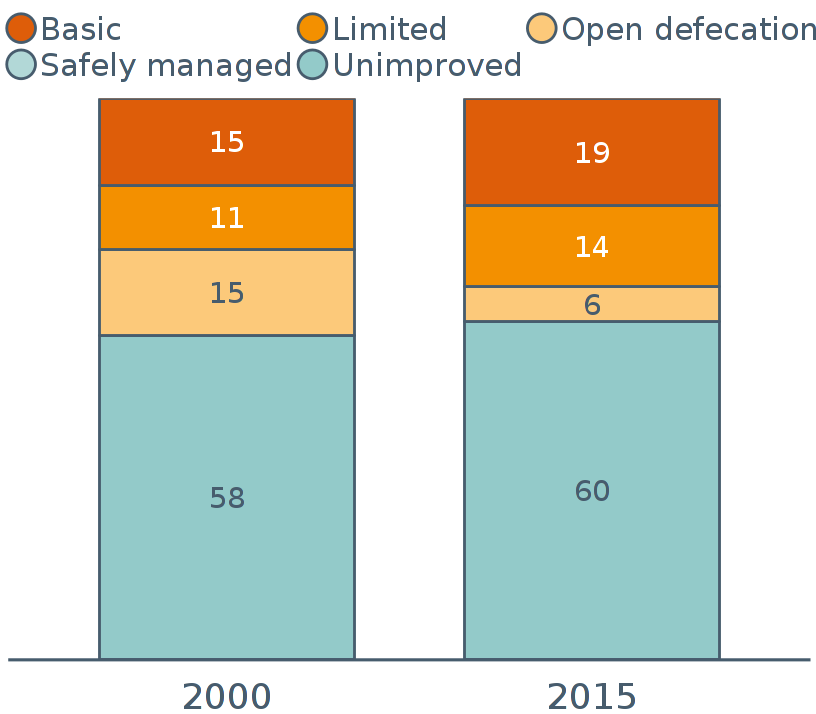 Basic Limited Open defecation
Safely managed Unimproved
15 19
11 14
15 6
58 60
2000 2015